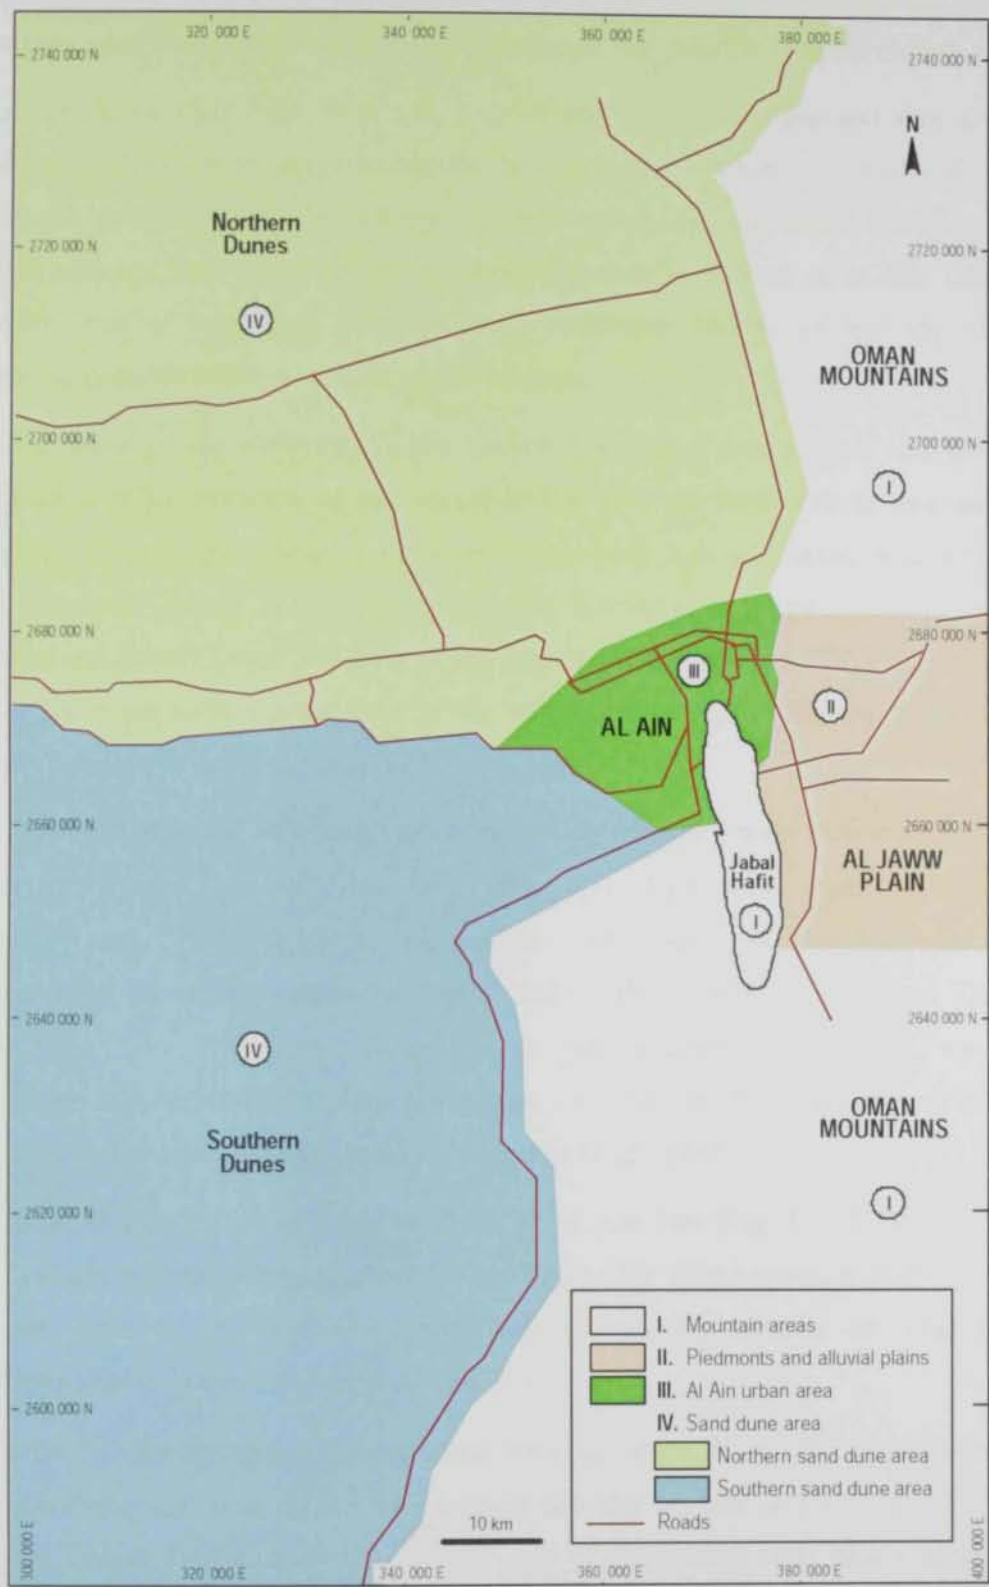 320 000 E
340 000 E
360 000 E
380 000 E
2740 000 N
2740 000 N
N
Northern
Dunes
2720 000 N
2720 000 N
IV
OMAN
MOUNTAINS
2700 000 N
2700 000 N
I
2680 000 N
2680 000 N
III
II
AL AIN
2660 000 N
2660 000 N
Jabal
Hafit
AL JAWW
PLAIN
I
2640 000 N
2640 000 N
IV
Southern
Dunes
OMAN
MOUNTAINS
I
2620 000 N
2600 000 N
I. Mountain areas
II. Piedmonts and alluvial plains
III. Al Ain urban area
IV. Sand dune area
Northern sand dune area
Southern sand dune area
Roads
10 km
300 000 E
320 000 E
340 000 E
360 000 E
380 000 E
400 000 E